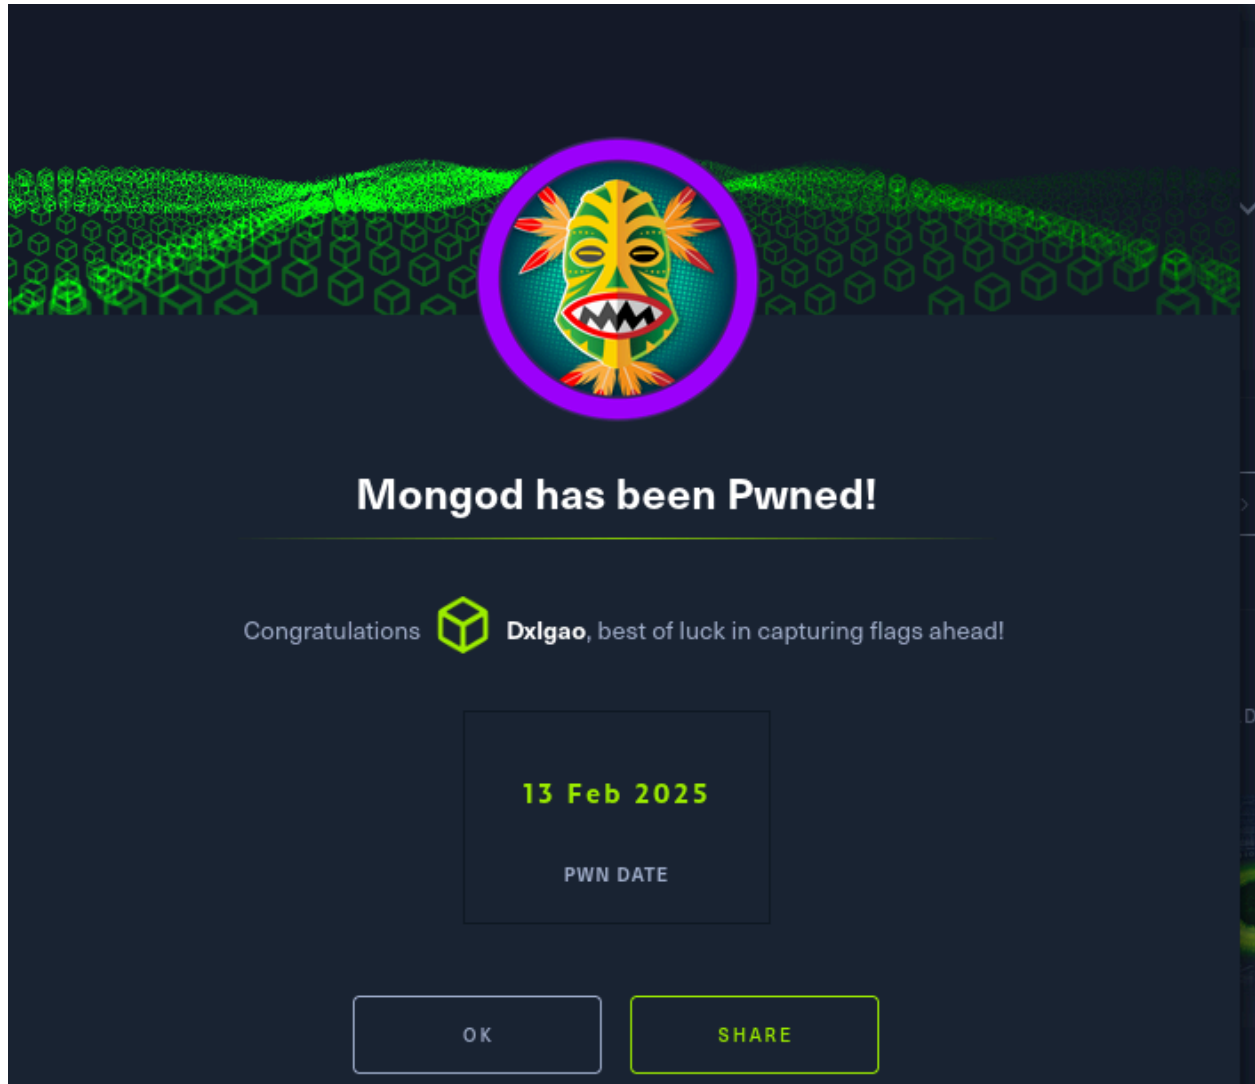 Mongod has been Pwned!
Congratulations Dxlgao, best of luck in capturing flags ahead!
13 Feb 2025
PWN DATE
OK SHARE